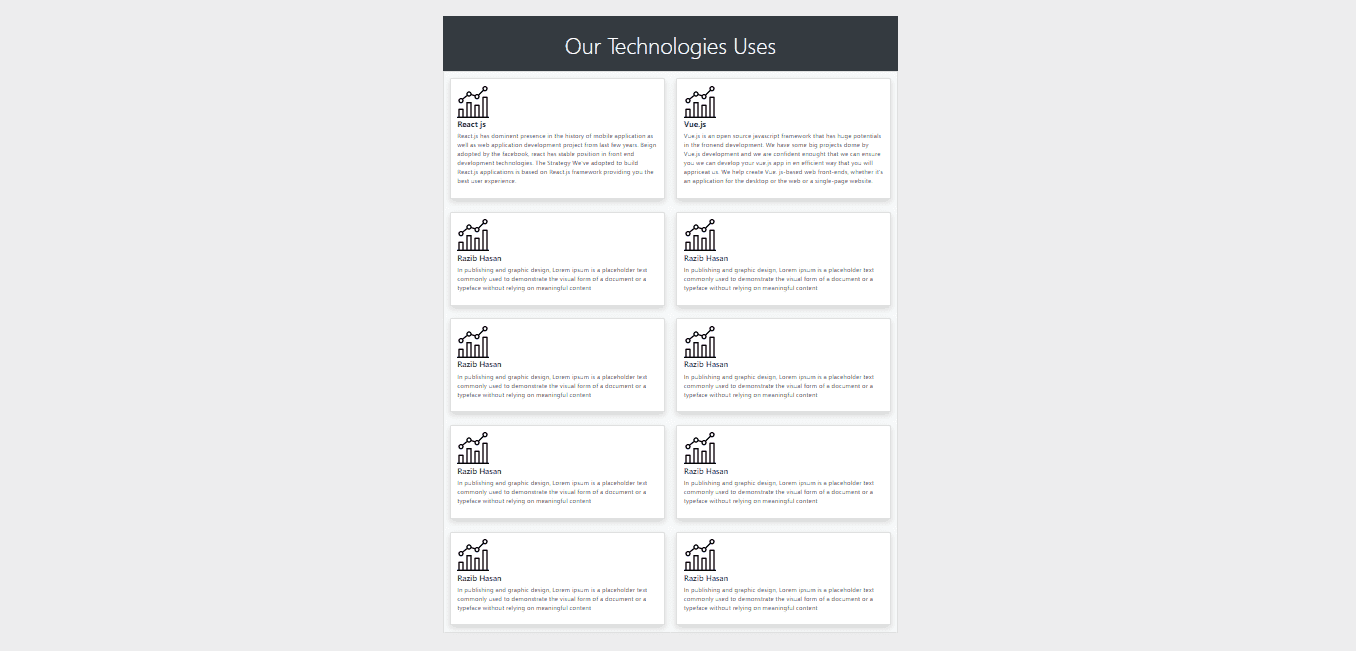 Our Technologies Uses
React js
React.js has dominent presence in the history of mobile application as
well as web application development project from last few years. Beign
adopted by the facebook, react has stable position in front end
development technologies. The Strategy We've adopted to build
React.js applications is based on React.js framework providing you the
best user experience.
Vue.js
Vue.js is an open source javascript framework that has huge potentials
in the fronend development. We have some big projects dome by
Vue.js development and we are confident enought that we can ensure
you we can develop your vue.js app in en efficient way that you will
appriceat us. We help create Vue. js-based web front-ends, whether it's
an application for the desktop or the web or a single-page website.
Razib Hasan
In publishing and graphic design, Lorem ipsum is a placeholder text
commonly used to demonstrate the visual form of a document or a
typeface without relying on meaningful content
Razib Hasan
In publishing and graphic design, Lorem ipsum is a placeholder text
commonly used to demonstrate the visual form of a document or a
typeface without relying on meaningful content
Razib Hasan
In publishing and graphic design, Lorem ipsum is a placeholder text
commonly used to demonstrate the visual form of a document or a
typeface without relying on meaningful content
Razib Hasan
In publishing and graphic design, Lorem ipsum is a placeholder text
commonly used to demonstrate the visual form of a document or a
typeface without relying on meaningful content
Razib Hasan
In publishing and graphic design, Lorem ipsum is a placeholder text
commonly used to demonstrate the visual form of a document or a
typeface without relying on meaningful content
Razib Hasan
In publishing and graphic design, Lorem ipsum is a placeholder text
commonly used to demonstrate the visual form of a document or a
typeface without relying on meaningful content
Razib Hasan
In publishing and graphic design, Lorem ipsum is a placeholder text
commonly used to demonstrate the visual form of a document or a
typeface without relying on meaningful content
Razib Hasan
In publishing and graphic design, Lorem ipsum is a placeholder text
commonly used to demonstrate the visual form of a document or a
typeface without relying on meaningful content